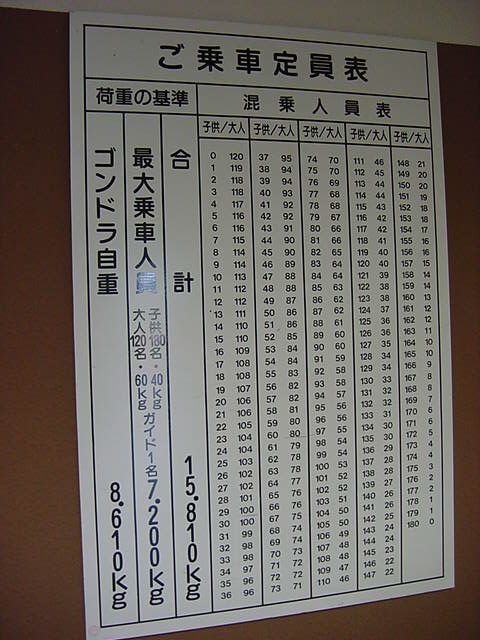 ご乗車定員表
荷重の基準
ゴンドラ自重 8.610kg
最大乗車人員 子供180名・40kg 大人120名・60kg ガイド1名 7.200kg
合計 15.810kg
混乗人員表
子供/大人 子供/大人 子供/大人 子供/大人 子供/大人
0 120 37 95 74 70 111 46 148 21
1 119 38 94 75 70 112 45 149 20
2 118 39 94 76 69 113 44 150 20
3 118 40 93 77 68 114 44 151 19
4 117 41 92 78 68 115 43 152 18
5 116 42 92 79 67 116 42 153 18
6 116 43 91 80 66 117 42 154 17
7 115 44 90 81 66 118 41 155 16
8 114 45 90 82 65 119 40 156 16
9 114 46 89 83 64 120 40 157 15
10 113 47 88 84 64 121 39 158 14
11 112 48 88 85 63 122 38 159 14
12 112 49 87 86 62 123 38 160 13
13 111 50 86 87 62 124 37 161 12
14 110 51 86 88 61 125 36 162 12
15 110 52 85 89 60 126 36 163 11
16 109 53 84 90 60 127 35 164 10
17 108 54 84 91 59 128 34 165 10
18 108 55 83 92 58 129 34 166 9
19 107 56 82 93 58 130 33 167 8
20 106 57 82 94 57 131 32 168 8
21 106 58 81 95 56 132 32 169 7
22 105 59 80 96 56 133 31 170 6
23 104 60 80 97 55 134 30 171 6
24 104 61 79 98 54 135 30 172 5
25 103 62 78 99 54 136 29 173 4
26 102 63 78 100 53 137 28 174 4
27 102 64 77 101 52 138 28 175 3
28 101 65 76 102 52 139 27 176 2
29 100 66 76 103 51 140 26 177 2
30 100 67 75 104 50 141 26 178 1
31 99 68 74 105 50 142 25 179 1
32 98 69 74 106 49 143 24 180 0
33 98 70 73 107 48 144 24
34 97 71 72 108 48 145 23
35 96 72 72 109 47 146 22
36 96 73 71 110 46 147 22